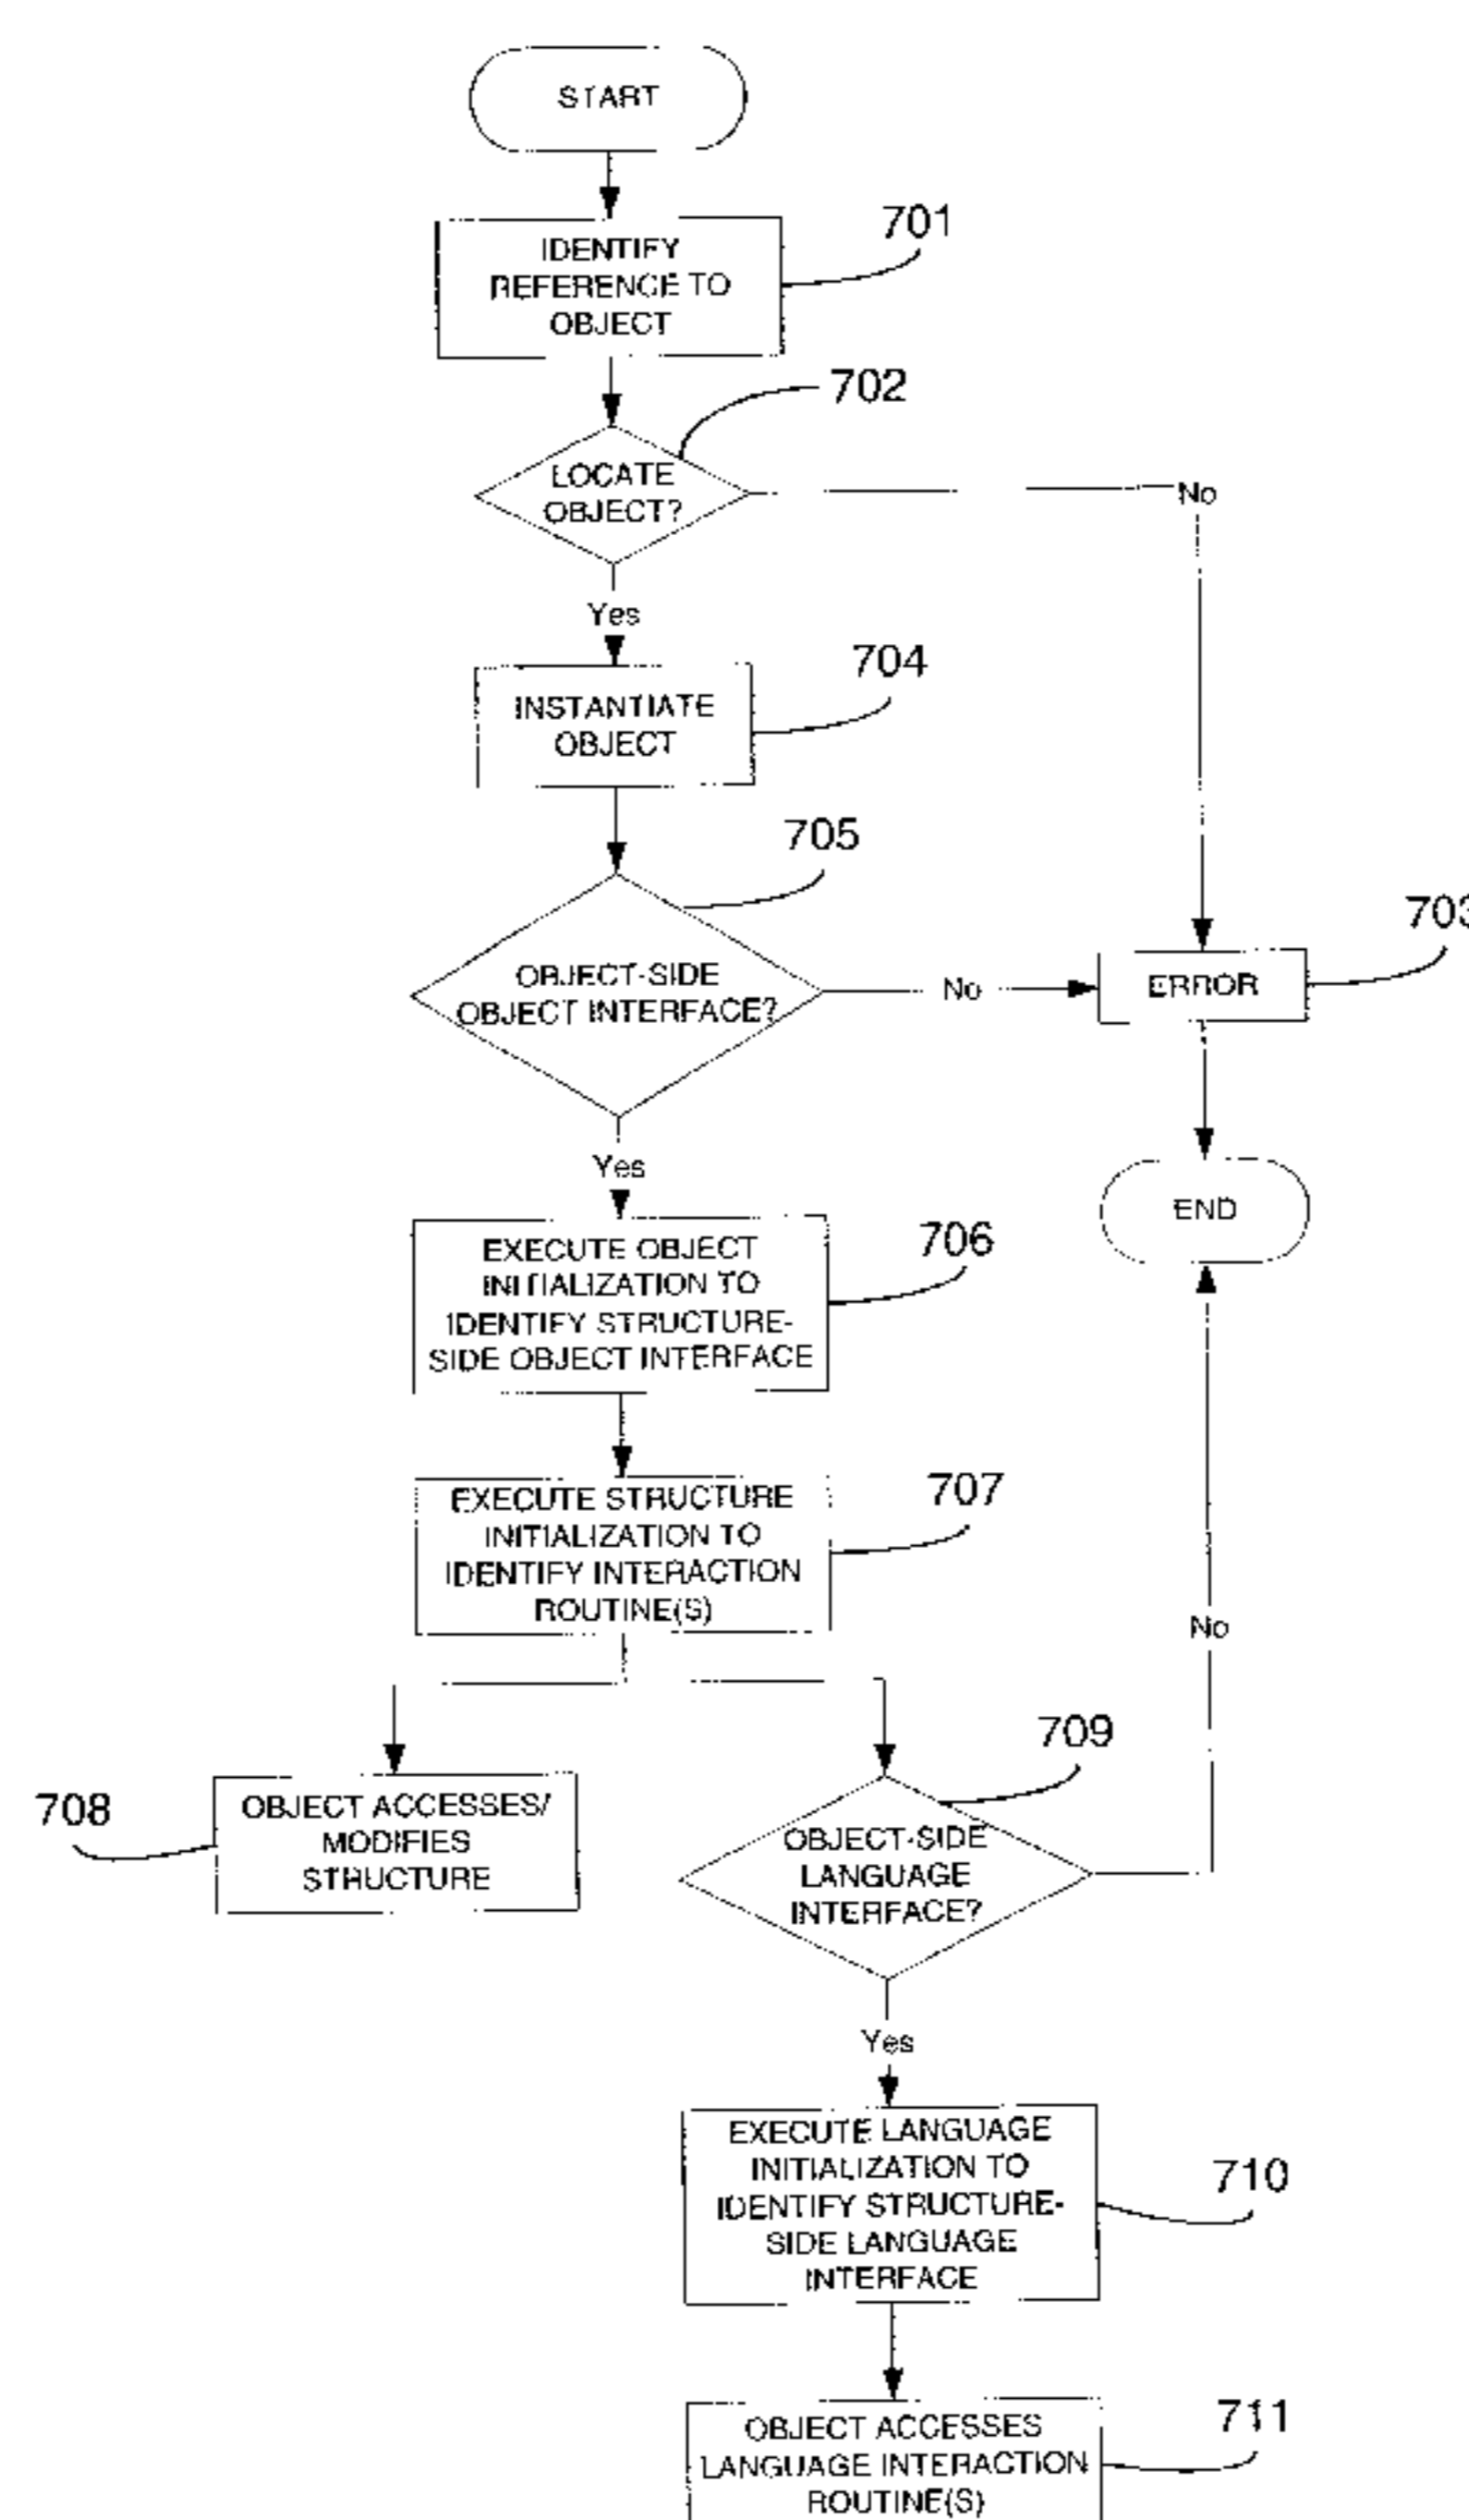 START
701
IDENTIFY
REFERENCE TO
OBJECT
702
LOCATE
OBJECT?
No
Yes
704
INSTANTIATE
OBJECT
705
OBJECT-SIDE
OBJECT INTERFACE?
No
703
ERROR
Yes
END
706
EXECUTE OBJECT
INITIALIZATION TO
IDENTIFY STRUCTURE-
SIDE OBJECT INTERFACE
707
EXECUTE STRUCTURE
INITIALIZATION TO
IDENTIFY INTERACTION
ROUTINE(S)
No
708
OBJECT ACCESSES/
MODIFIES
STRUCTURE
709
OBJECT-SIDE
LANGUAGE
INTERFACE?
Yes
710
EXECUTE LANGUAGE
INITIALIZATION TO
IDENTIFY STRUCTURE-
SIDE LANGUAGE
INTERFACE
711
OBJECT ACCESSES
LANGUAGE INTERACTION
ROUTINE(S)